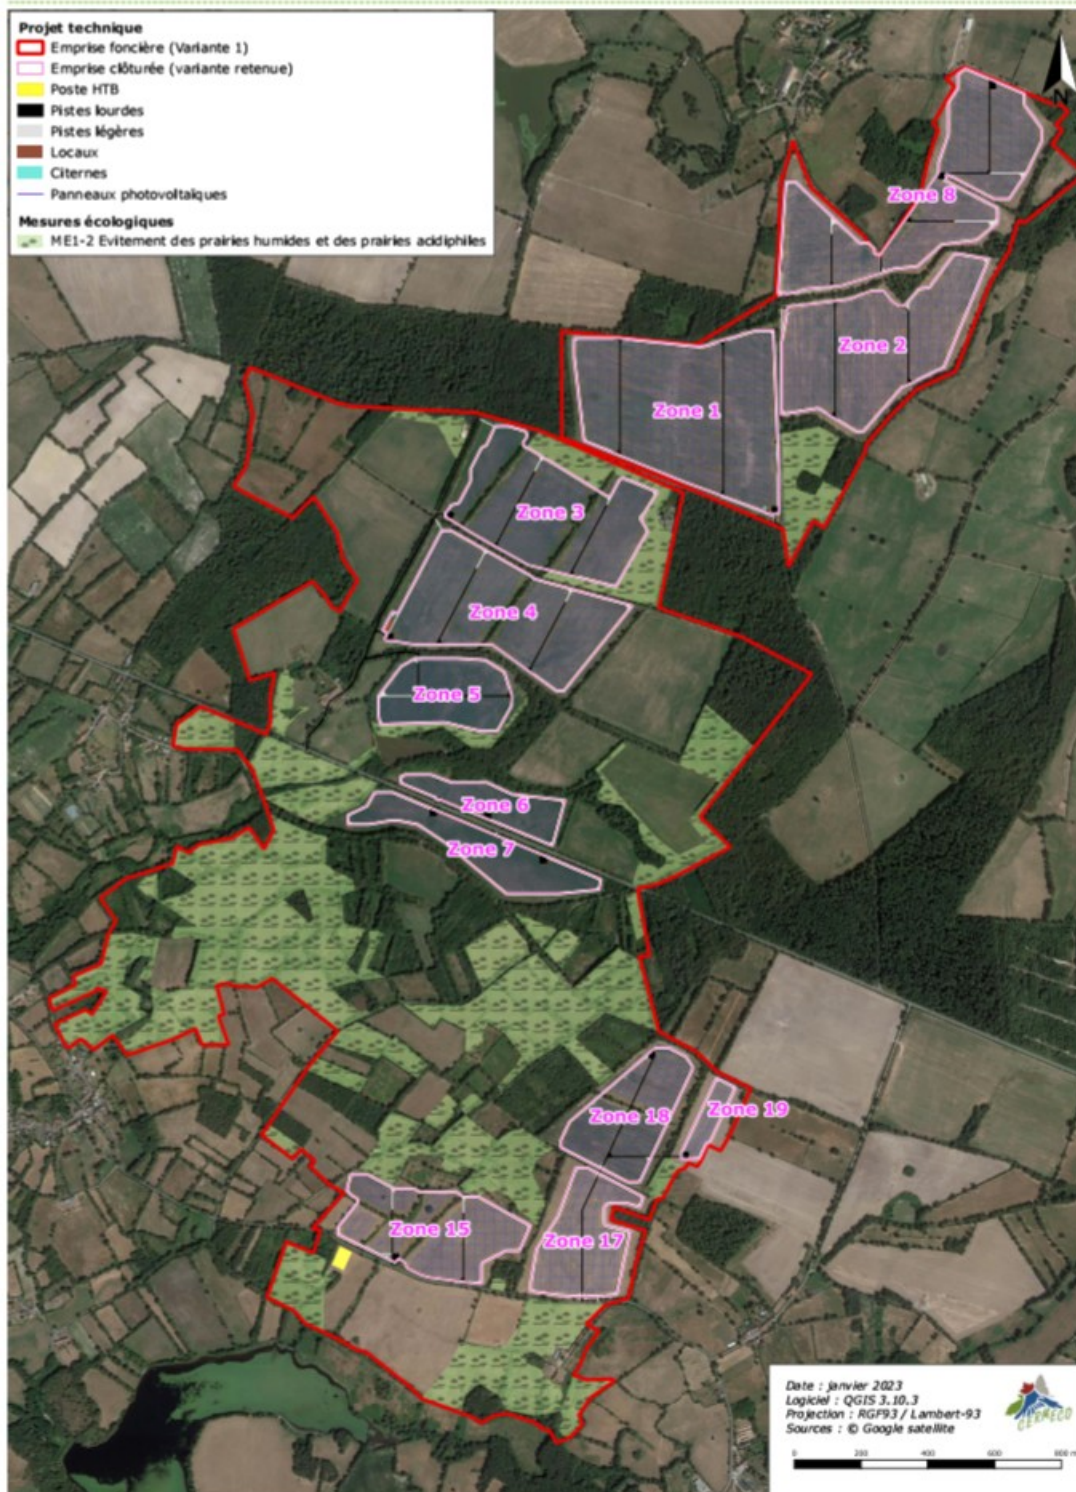 Projet technique
Emprise foncière (Variante 1)
Emprise clôturée (variante retenue)
Poste HTB
Pistes lourdes
Pistes légères
Locaux
Citernes
Panneaux photovoltaïques
Mesures écologiques
ME1-2 Evitement des prairies humides et des prairies acidiphiles
N
Zone 8
Zone 2
Zone 1
Zone 3
Zone 4
Zone 5
Zone 6
Zone 7
Zone 18
Zone 19
Zone 15
Zone 17
Date : janvier 2023
Logiciel : QGIS 3.10.3
Projection : RGF93 / Lambert-93
Sources : © Google satellite
CERMECO
0 200 400 600 800 m